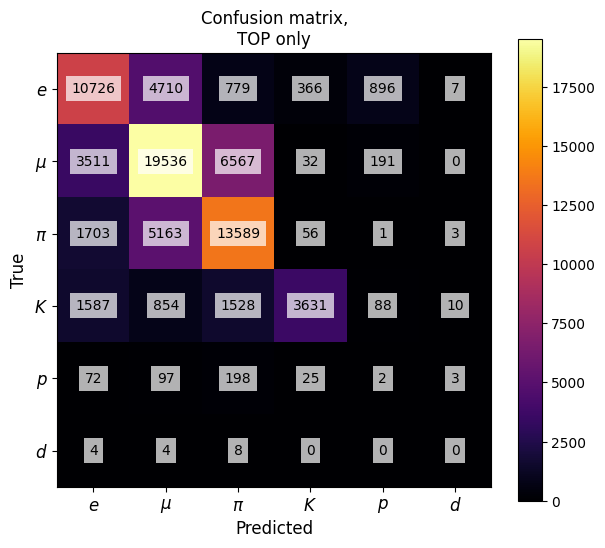 Confusion matrix,
TOP only
e 10726 4710 779 366 896 7
μ 3511 19536 6567 32 191 0
π 1703 5163 13589 56 1 3
K 1587 854 1528 3631 88 10
p 72 97 198 25 2 3
d 4 4 8 0 0 0
e μ π K p d
Predicted
True
17500
15000
12500
10000
7500
5000
2500
0